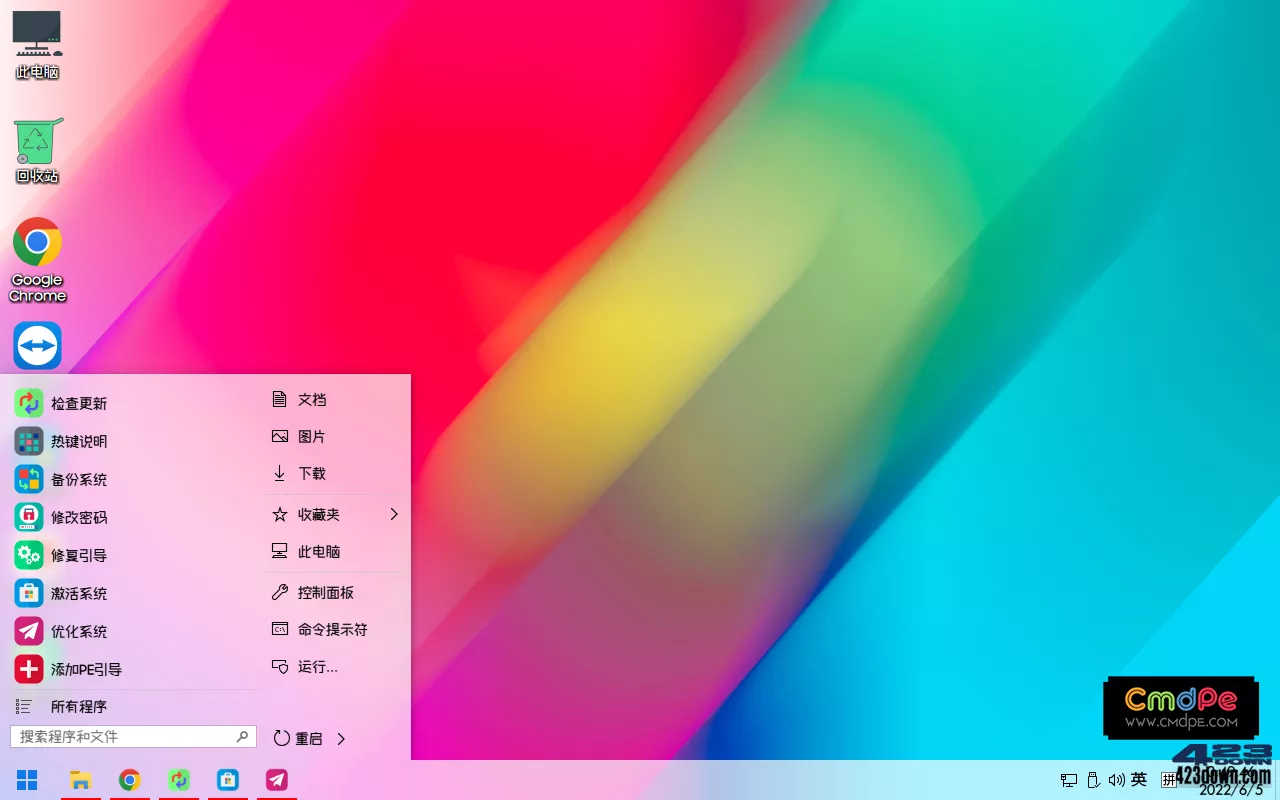 此电脑
回收站
Google
Chrome
检查更新
热键说明
备份系统
修改密码
修复引导
激活系统
优化系统
添加PE引导
所有程序
搜索程序和文件
文档
图片
下载
收藏夹
此电脑
控制面板
命令提示符
运行...
重启
CmdPe
WWW.CMDPE.COM
423
DOWN
423down.com
英
拼
2022/6/5